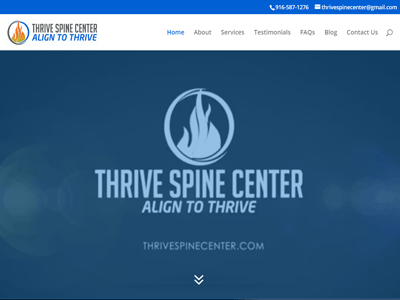 916-587-1276 thrivespinecenter@gmail.com
THRIVE SPINE CENTER
ALIGN TO THRIVE
Home About Services Testimonials FAQs Blog Contact Us
THRIVE SPINE CENTER
ALIGN TO THRIVE
THRIVESPINECENTER.COM